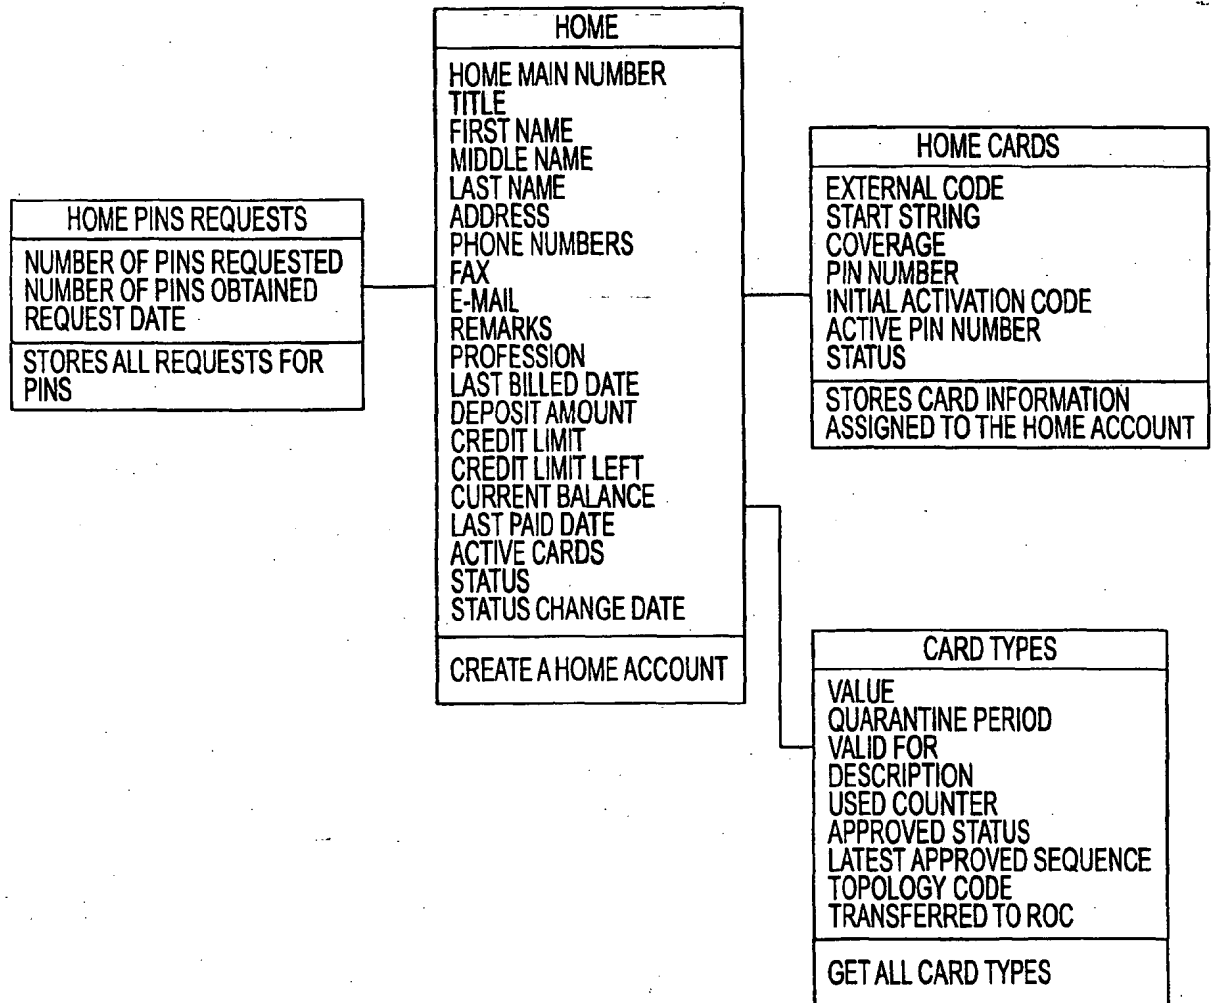 HOME
HOME MAIN NUMBER
TITLE
FIRST NAME
MIDDLE NAME
LAST NAME
ADDRESS
PHONE NUMBERS
FAX
E-MAIL
REMARKS
PROFESSION
LAST BILLED DATE
DEPOSIT AMOUNT
CREDIT LIMIT
CREDIT LIMIT LEFT
CURRENT BALANCE
LAST PAID DATE
ACTIVE CARDS
STATUS
STATUS CHANGE DATE
CREATE A HOME ACCOUNT
HOME PINS REQUESTS
NUMBER OF PINS REQUESTED
NUMBER OF PINS OBTAINED
REQUEST DATE
STORES ALL REQUESTS FOR
PINS
HOME CARDS
EXTERNAL CODE
START STRING
COVERAGE
PIN NUMBER
INITIAL ACTIVATION CODE
ACTIVE PIN NUMBER
STATUS
STORES CARD INFORMATION
ASSIGNED TO THE HOME ACCOUNT
CARD TYPES
VALUE
QUARANTINE PERIOD
VALID FOR
DESCRIPTION
USED COUNTER
APPROVED STATUS
LATEST APPROVED SEQUENCE
TOPOLOGY CODE
TRANSFERRED TO ROC
GET ALL CARD TYPES